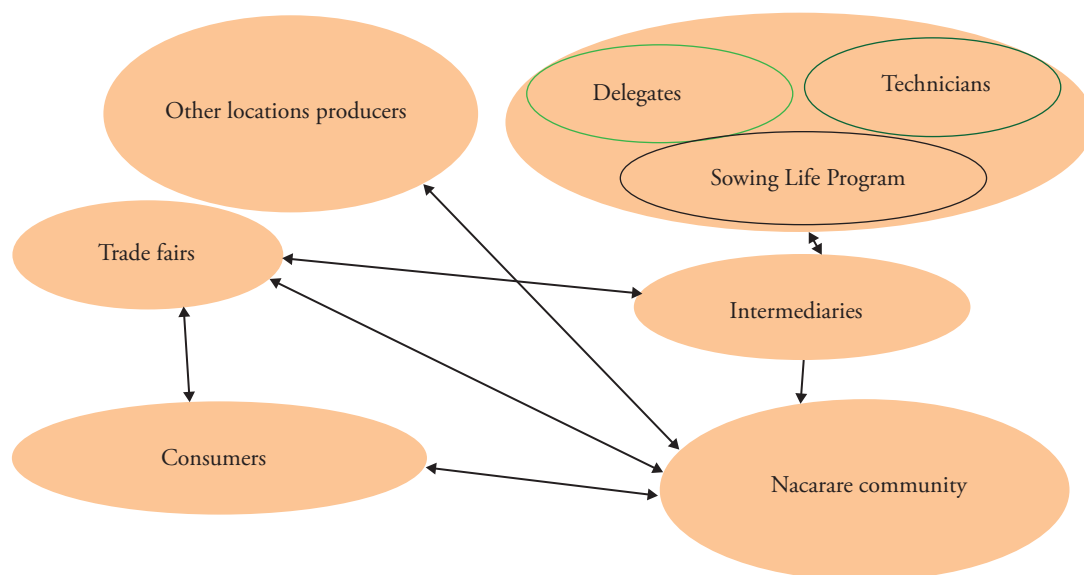 Other locations producers
Delegates
Technicians
Sowing Life Program
Trade fairs
Intermediaries
Consumers
Nacarare community